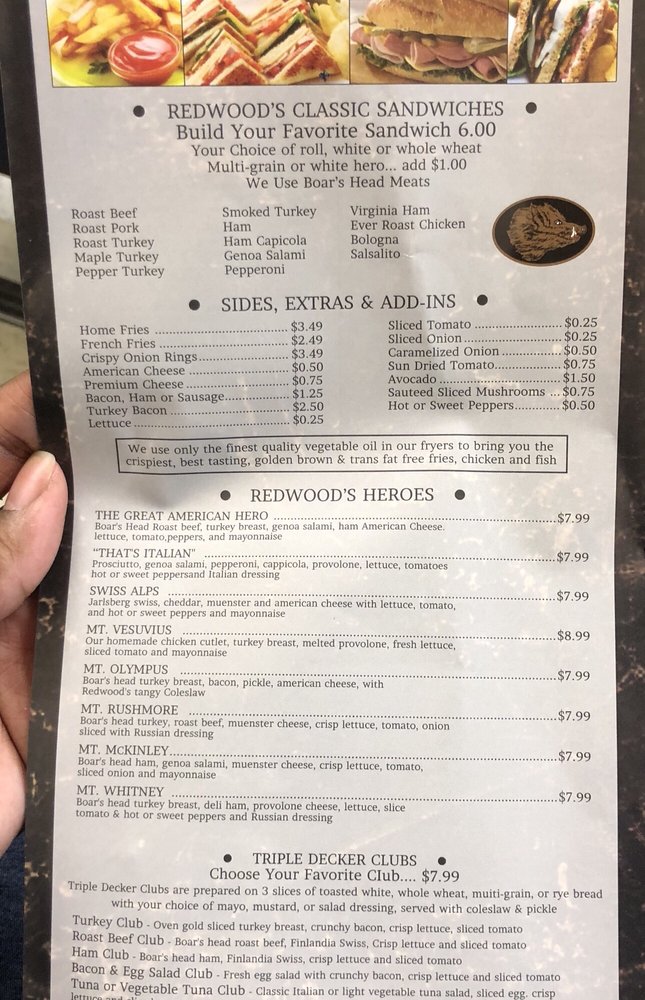 ● REDWOOD'S CLASSIC SANDWICHES ●
Build Your Favorite Sandwich 6.00
Your Choice of roll, white or whole wheat
Multi-grain or white hero... add $1.00
We Use Boar's Head Meats
Roast Beef
Roast Pork
Roast Turkey
Maple Turkey
Pepper Turkey
Smoked Turkey
Ham
Ham Capicola
Genoa Salami
Pepperoni
Virginia Ham
Ever Roast Chicken
Bologna
Salsalito
● SIDES, EXTRAS & ADD-INS ●
Home Fries ................ $3.49
French Fries ................ $2.49
Crispy Onion Rings................ $3.49
American Cheese ................ $0.50
Premium Cheese ................ $0.75
Bacon, Ham or Sausage................ $1.25
Turkey Bacon ................ $2.50
Lettuce ................ $0.25
Sliced Tomato ................ $0.25
Sliced Onion ................ $0.25
Caramelized Onion ................ $0.50
Sun Dried Tomato................ $0.75
Avocado ................ $1.50
Sauteed Sliced Mushrooms ... $0.75
Hot or Sweet Peppers............ $0.50
We use only the finest quality vegetable oil in our fryers to bring you the
crispiest, best tasting, golden brown & trans fat free fries, chicken and fish
● REDWOOD'S HEROES ●
THE GREAT AMERICAN HERO ................ $7.99
Boar's Head Roast beef, turkey breast, genoa salami, ham American Cheese.
lettuce, tomato,peppers, and mayonnaise
"THAT'S ITALIAN" ................ $7.99
Prosciutto, genoa salami, pepperoni, cappicola, provolone, lettuce, tomatoes
hot or sweet peppersand Italian dressing
SWISS ALPS ................ $7.99
Jarlsberg swiss, cheddar, muenster and american cheese with lettuce, tomato,
and hot or sweet peppers and mayonnaise
MT. VESUVIUS ................ $8.99
Our homemade chicken cutlet, turkey breast, melted provolone, fresh lettuce,
sliced tomato and mayonnaise
MT. OLYMPUS ................ $7.99
Boar's head turkey breast, bacon, pickle, american cheese, with
Redwood's tangy Coleslaw
MT. RUSHMORE ................ $7.99
Boar's head turkey, roast beef, muenster cheese, crisp lettuce, tomato, onion
sliced with Russian dressing
MT. McKINLEY................ $7.99
Boar's head ham, genoa salami, muenster cheese, crisp lettuce, tomato,
sliced onion and mayonnaise
MT. WHITNEY ................ $7.99
Boar's head turkey breast, deli ham, provolone cheese, lettuce, slice
tomato & hot or sweet peppers and Russian dressing
● TRIPLE DECKER CLUBS ●
Choose Your Favorite Club.... $7.99
Triple Decker Clubs are prepared on 3 slices of toasted white, whole wheat, muiti-grain, or rye bread
with your choice of mayo, mustard, or salad dressing, served with coleslaw & pickle
Turkey Club - Oven gold sliced turkey breast, crunchy bacon, crisp lettuce, sliced tomato
Roast Beef Club - Boar's head roast beef, Finlandia Swiss, Crisp lettuce and sliced tomato
Ham Club - Boar's head ham, Finlandia Swiss, crisp lettuce and sliced tomato
Bacon & Egg Salad Club - Fresh egg salad with crunchy bacon, crisp lettuce and sliced tomato
Tuna or Vegetable Tuna Club - Classic Italian or light vegetable tuna salad, sliced egg. crisp
lettuce and